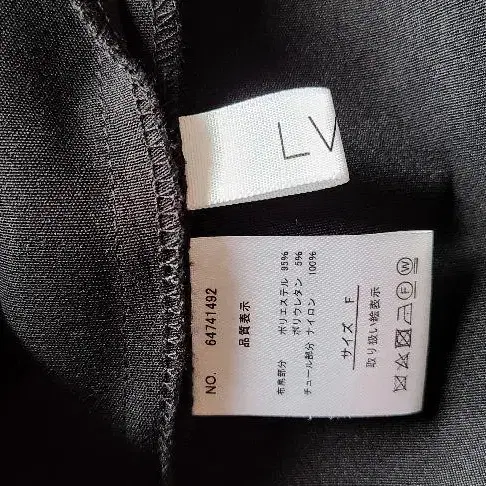 LV
NO. 64741492
品質表示
布帛部分 ポリエステル 95%
ポリウレタン 5%
チュール部分 ナイロン 100%
サイズ F
取り扱い絵表示
F W